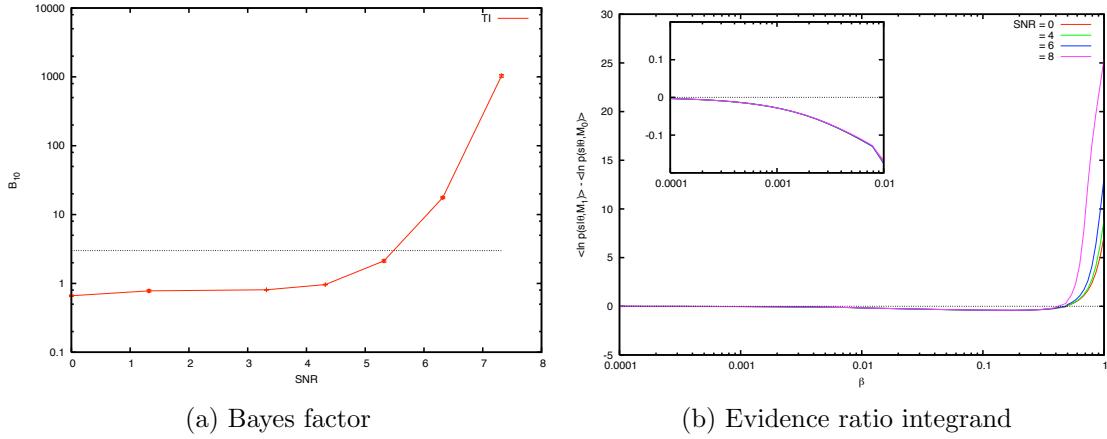 10000
1000
100
10
1
0.1
B10
0 1 2 3 4 5 6 7 8
SNR
TI
(a) Bayes factor
30
25
20
15
10
5
0
-5
<ln p(s|θ,M1)> - <ln p(s|θ,M0)>
0.0001 0.001 0.01 0.1 1
β
SNR = 0
= 4
= 6
= 8
0.1
0
-0.1
0.0001 0.001 0.01
(b) Evidence ratio integrand